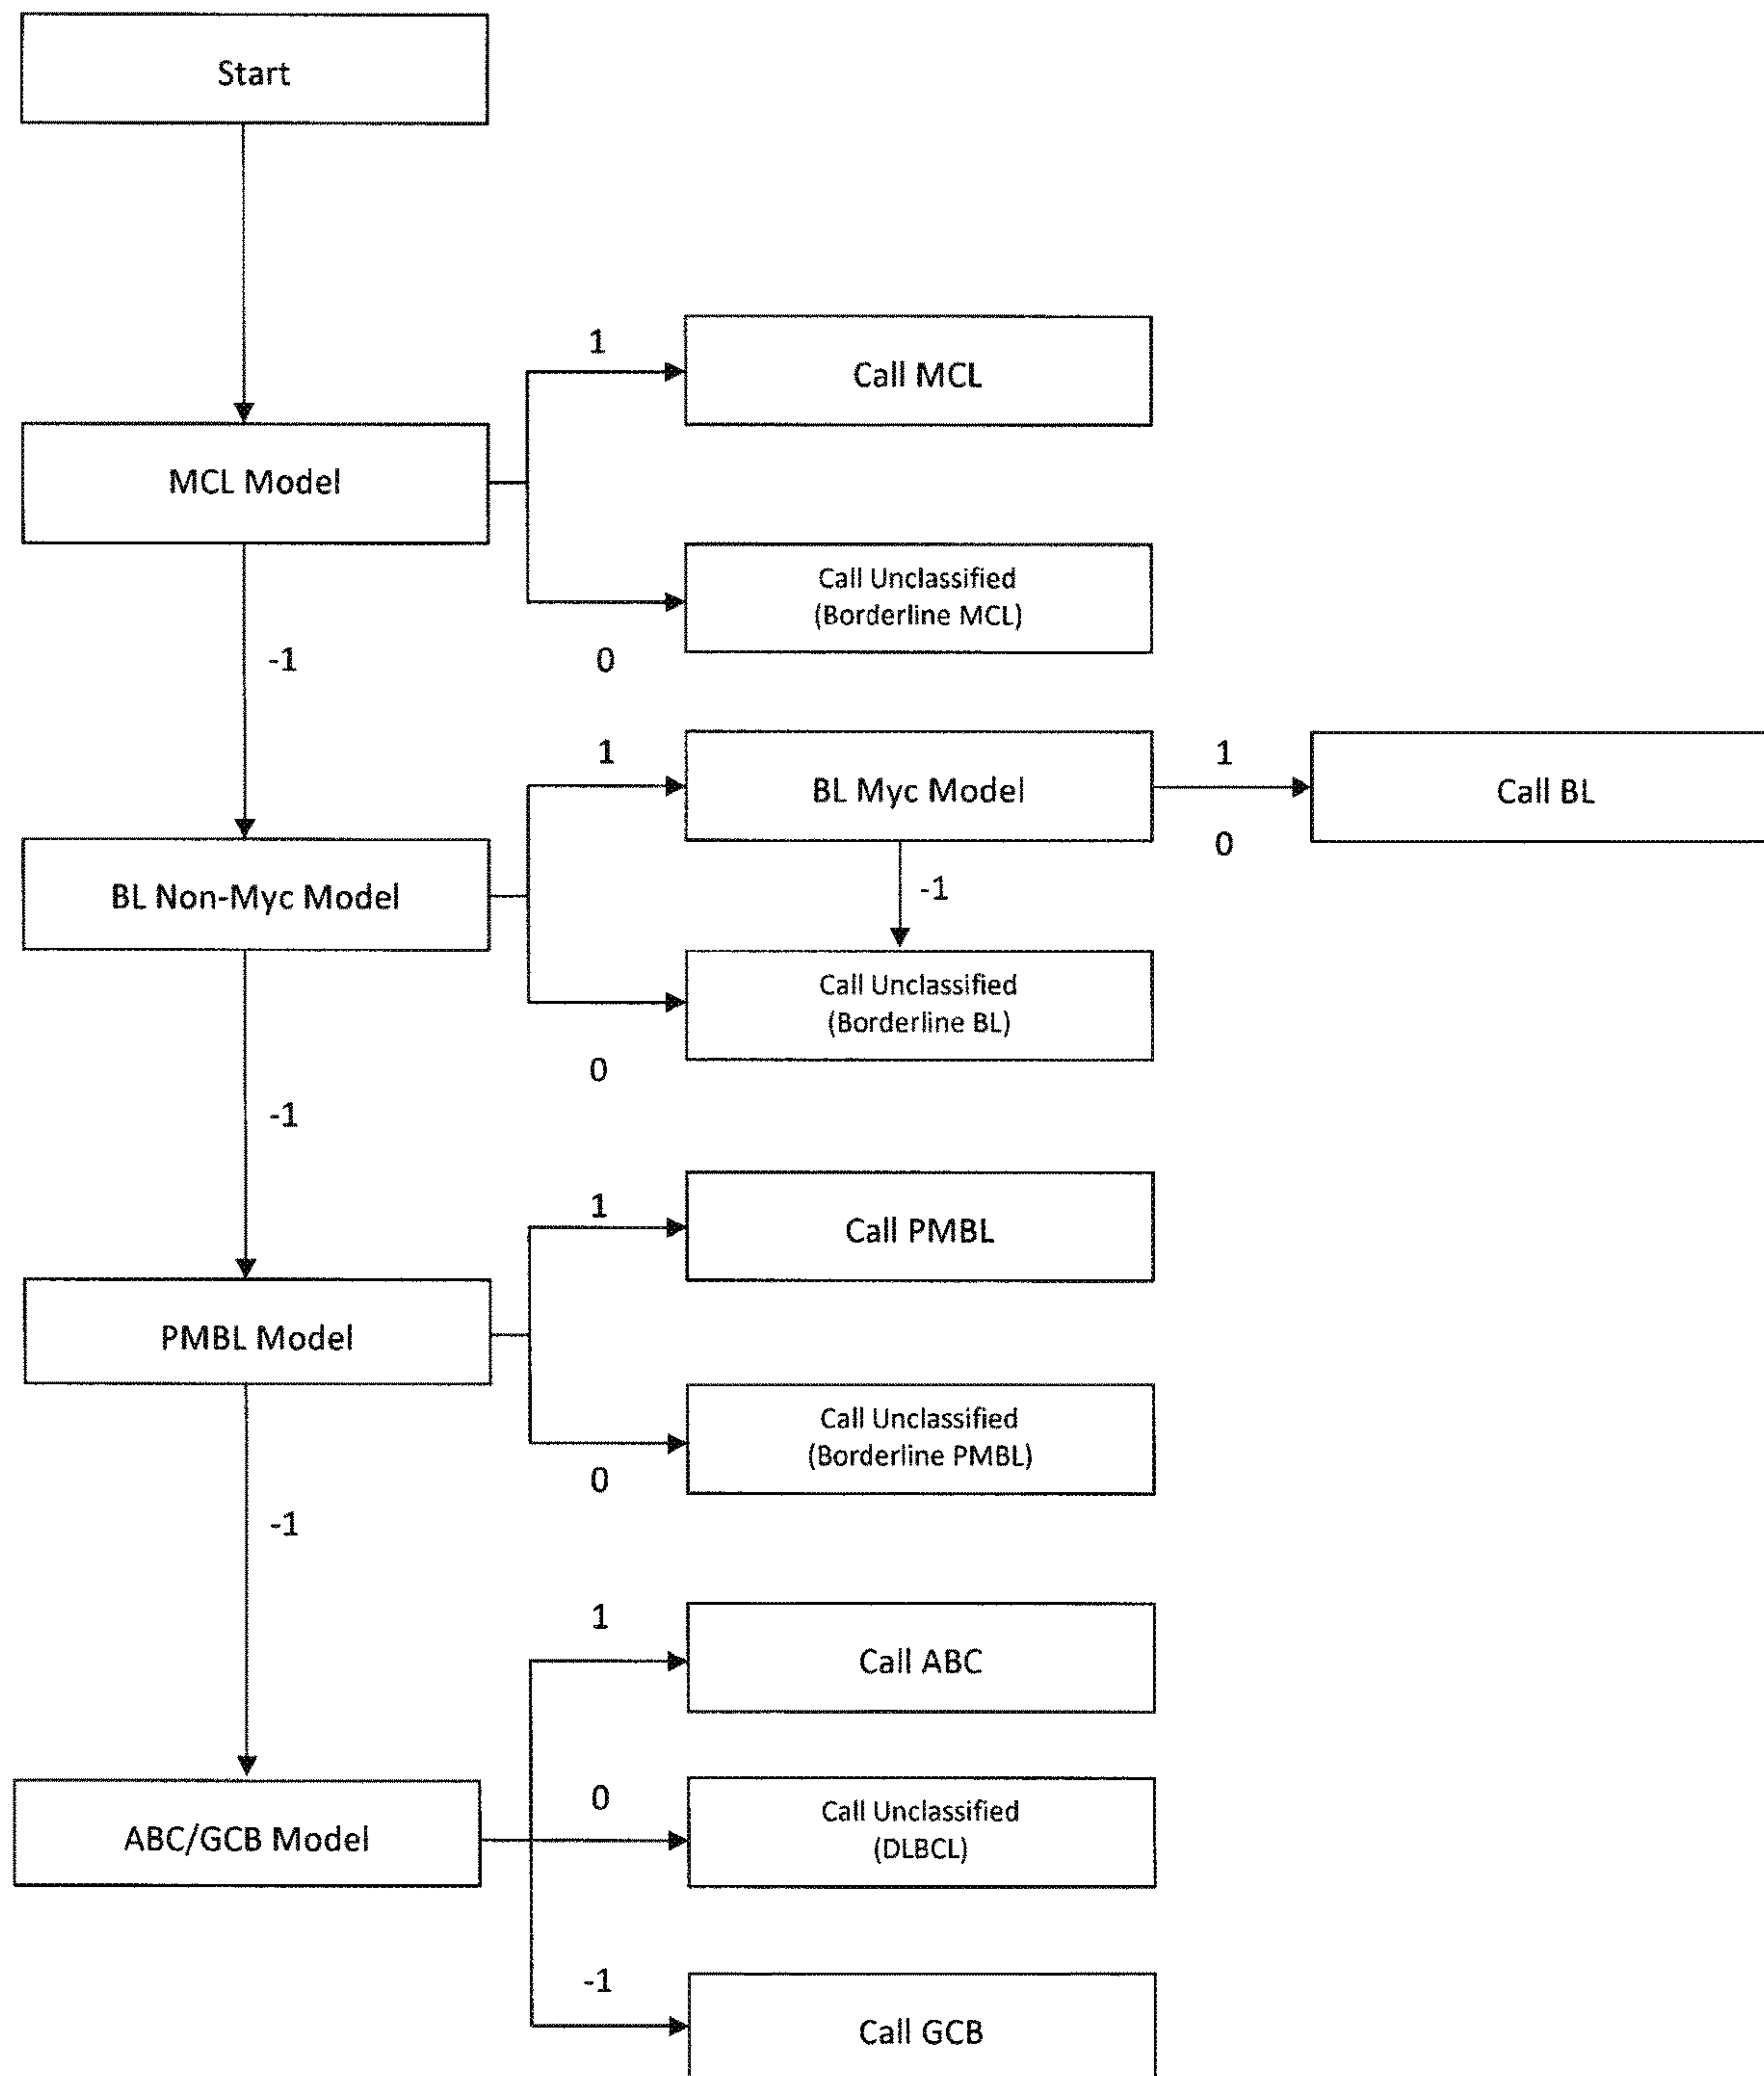 Start
1
Call MCL
MCL Model
Call Unclassified
(Borderline MCL)
-1
0
1
BL Myc Model
1
Call BL
0
BL Non-Myc Model
-1
Call Unclassified
(Borderline BL)
0
-1
1
Call PMBL
PMBL Model
Call Unclassified
(Borderline PMBL)
0
-1
1
Call ABC
0
Call Unclassified
(DLBCL)
ABC/GCB Model
-1
Call GCB